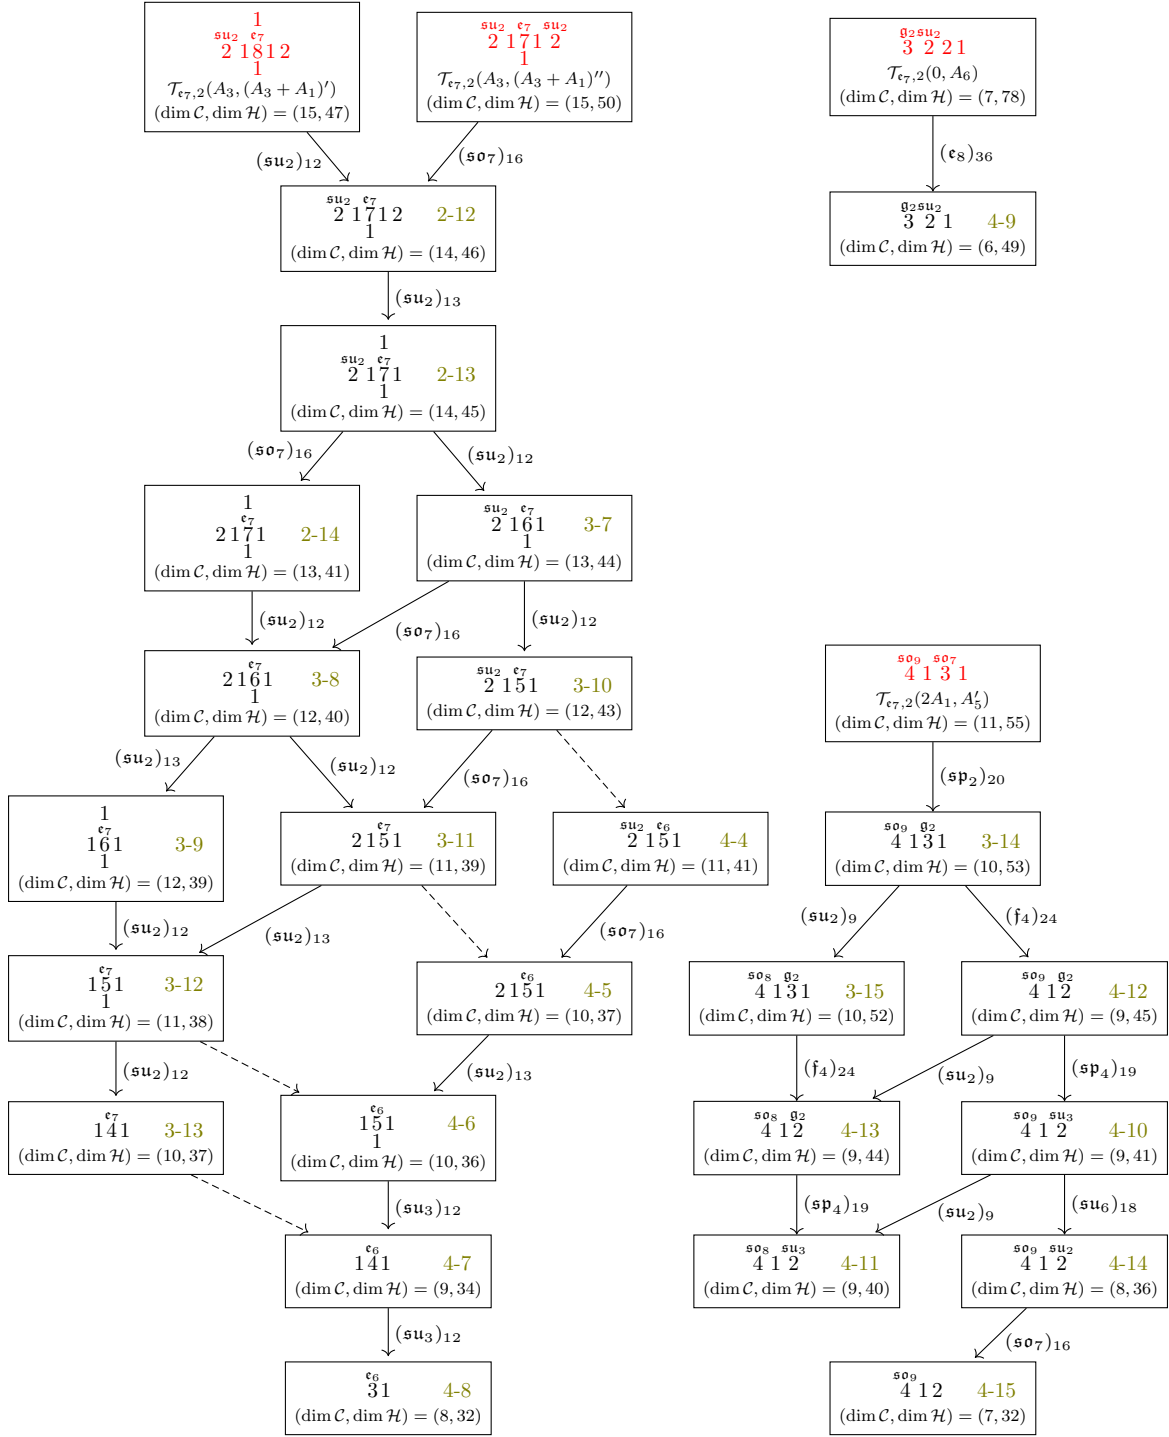 1
𝔰𝔲₂ 𝔢₇
2 1 8 1 2
1
𝒯_{𝔢₇,2}(A₃, (A₃ + A₁)′)
(dim 𝒞, dim ℋ) = (15, 47)
𝔰𝔲₂ 𝔢₇ 𝔰𝔲₂
2 1 7 1 2
1
𝒯_{𝔢₇,2}(A₃, (A₃ + A₁)″)
(dim 𝒞, dim ℋ) = (15, 50)
𝔤₂ 𝔰𝔲₂
3 2 2 1
𝒯_{𝔢₇,2}(0, A₆)
(dim 𝒞, dim ℋ) = (7, 78)
(𝔰𝔲₂)₁₂
(𝔰𝔬₇)₁₆
(𝔢₈)₃₆
𝔰𝔲₂ 𝔢₇
2 1 7 1 2 2-12
1
(dim 𝒞, dim ℋ) = (14, 46)
𝔤₂ 𝔰𝔲₂
3 2 1 4-9
(dim 𝒞, dim ℋ) = (6, 49)
(𝔰𝔲₂)₁₃
1
𝔰𝔲₂ 𝔢₇
2 1 7 1 2-13
1
(dim 𝒞, dim ℋ) = (14, 45)
(𝔰𝔬₇)₁₆
(𝔰𝔲₂)₁₂
1
𝔢₇
2 1 7 1 2-14
1
(dim 𝒞, dim ℋ) = (13, 41)
𝔰𝔲₂ 𝔢₇
2 1 6 1 3-7
1
(dim 𝒞, dim ℋ) = (13, 44)
(𝔰𝔲₂)₁₂
(𝔰𝔬₇)₁₆
(𝔰𝔲₂)₁₂
𝔢₇
2 1 6 1 3-8
1
(dim 𝒞, dim ℋ) = (12, 40)
𝔰𝔲₂ 𝔢₇
2 1 5 1 3-10
(dim 𝒞, dim ℋ) = (12, 43)
𝔰𝔬₉ 𝔰𝔬₇
4 1 3 1
𝒯_{𝔢₇,2}(2A₁, A₅′)
(dim 𝒞, dim ℋ) = (11, 55)
(𝔰𝔲₂)₁₃
(𝔰𝔲₂)₁₂
(𝔰𝔬₇)₁₆
(𝔰𝔭₂)₂₀
1
𝔢₇
1 6 1 3-9
1
(dim 𝒞, dim ℋ) = (12, 39)
𝔢₇
2 1 5 1 3-11
(dim 𝒞, dim ℋ) = (11, 39)
𝔰𝔲₂ 𝔢₆
2 1 5 1 4-4
(dim 𝒞, dim ℋ) = (11, 41)
𝔰𝔬₉ 𝔤₂
4 1 3 1 3-14
(dim 𝒞, dim ℋ) = (10, 53)
(𝔰𝔲₂)₁₂
(𝔰𝔲₂)₁₃
(𝔰𝔬₇)₁₆
(𝔰𝔲₂)₉
(𝔣₄)₂₄
𝔢₇
1 5 1 3-12
1
(dim 𝒞, dim ℋ) = (11, 38)
𝔢₆
2 1 5 1 4-5
(dim 𝒞, dim ℋ) = (10, 37)
𝔰𝔬₈ 𝔤₂
4 1 3 1 3-15
(dim 𝒞, dim ℋ) = (10, 52)
𝔰𝔬₉ 𝔤₂
4 1 2 4-12
(dim 𝒞, dim ℋ) = (9, 45)
(𝔰𝔲₂)₁₂
(𝔰𝔲₂)₁₃
(𝔣₄)₂₄
(𝔰𝔲₂)₉
(𝔰𝔭₄)₁₉
𝔢₇
1 4 1 3-13
(dim 𝒞, dim ℋ) = (10, 37)
𝔢₆
1 5 1 4-6
1
(dim 𝒞, dim ℋ) = (10, 36)
𝔰𝔬₈ 𝔤₂
4 1 2 4-13
(dim 𝒞, dim ℋ) = (9, 44)
𝔰𝔬₉ 𝔰𝔲₃
4 1 2 4-10
(dim 𝒞, dim ℋ) = (9, 41)
(𝔰𝔲₃)₁₂
(𝔰𝔭₄)₁₉
(𝔰𝔲₂)₉
(𝔰𝔲₆)₁₈
𝔢₆
1 4 1 4-7
(dim 𝒞, dim ℋ) = (9, 34)
𝔰𝔬₈ 𝔰𝔲₃
4 1 2 4-11
(dim 𝒞, dim ℋ) = (9, 40)
𝔰𝔬₉ 𝔰𝔲₂
4 1 2 4-14
(dim 𝒞, dim ℋ) = (8, 36)
(𝔰𝔲₃)₁₂
(𝔰𝔬₇)₁₆
𝔢₆
3 1 4-8
(dim 𝒞, dim ℋ) = (8, 32)
𝔰𝔬₉
4 1 2 4-15
(dim 𝒞, dim ℋ) = (7, 32)